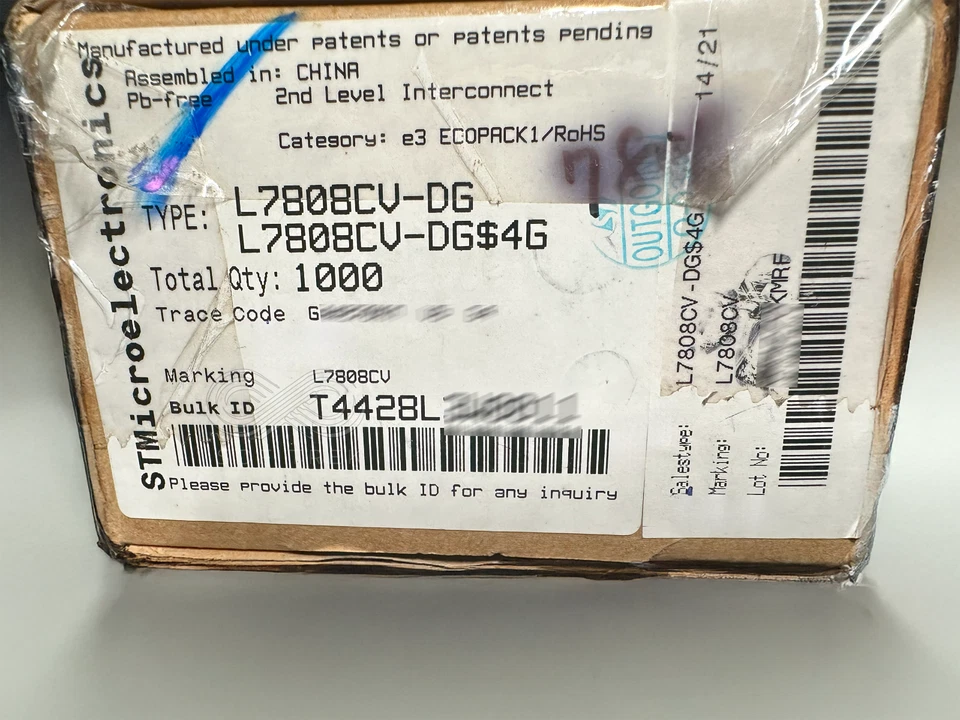 Manufactured under patents or patents pending
Assembled in: CHINA
Pb-free 2nd Level Interconnect
Category: e3 ECOPACK1/RoHS
TYPE: L7808CV-DG
L7808CV-DG$4G
Total Qty: 1000
Trace Code G
Marking L7808CV
Bulk ID T4428L
Please provide the bulk ID for any inquiry
STMicroelectronics
OUTGOING
14/21
Salestype: L7808CV-DG$4G
Marking: L7808CV
Lot No: KMRF